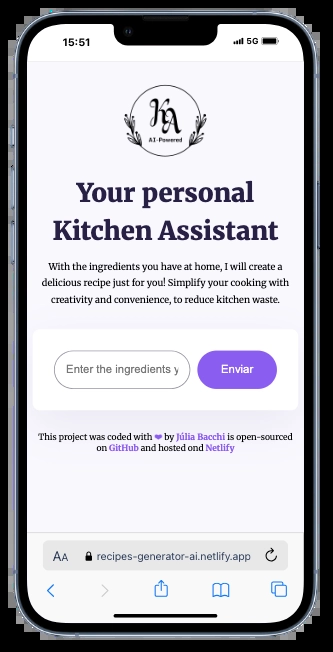 15:51
5G
KA
AI-Powered
Your personal
Kitchen Assistant
With the ingredients you have at home, I will create a
delicious recipe just for you! Simplify your cooking with
creativity and convenience, to reduce kitchen waste.
Enter the ingredients y
Enviar
This project was coded with ❤ by Júlia Bacchi is open-sourced
on GitHub and hosted ond Netlify
AA
recipes-generator-ai.netlify.app